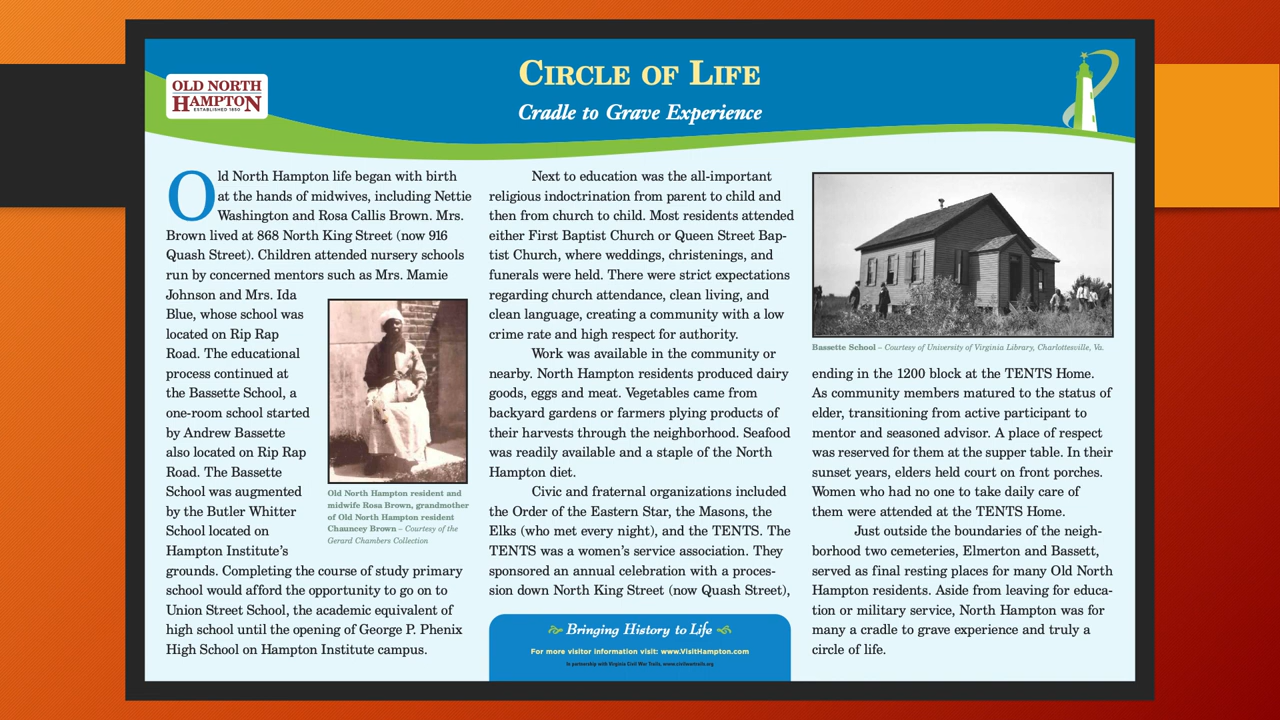 OLD NORTH
HAMPTON
ESTABLISHED 1850
CIRCLE OF LIFE
Cradle to Grave Experience
Old North Hampton life began with birth
at the hands of midwives, including Nettie
Washington and Rosa Callis Brown. Mrs.
Brown lived at 868 North King Street (now 916
Quash Street). Children attended nursery schools
run by concerned mentors such as Mrs. Mamie
Johnson and Mrs. Ida
Blue, whose school was
located on Rip Rap
Road. The educational
process continued at
the Bassette School, a
one-room school started
by Andrew Bassette
also located on Rip Rap
Road. The Bassette
School was augmented
by the Butler Whitter
School located on
Hampton Institute's
grounds. Completing the course of study primary
school would afford the opportunity to go on to
Union Street School, the academic equivalent of
high school until the opening of George P. Phenix
High School on Hampton Institute campus.
Old North Hampton resident and
midwife Rosa Brown, grandmother
of Old North Hampton resident
Chauncey Brown – Courtesy of the
Gerard Chambers Collection
Next to education was the all-important
religious indoctrination from parent to child and
then from church to child. Most residents attended
either First Baptist Church or Queen Street Bap-
tist Church, where weddings, christenings, and
funerals were held. There were strict expectations
regarding church attendance, clean living, and
clean language, creating a community with a low
crime rate and high respect for authority.
Work was available in the community or
nearby. North Hampton residents produced dairy
goods, eggs and meat. Vegetables came from
backyard gardens or farmers plying products of
their harvests through the neighborhood. Seafood
was readily available and a staple of the North
Hampton diet.
Civic and fraternal organizations included
the Order of the Eastern Star, the Masons, the
Elks (who met every night), and the TENTS. The
TENTS was a women's service association. They
sponsored an annual celebration with a proces-
sion down North King Street (now Quash Street),
Bringing History to Life
For more visitor information visit: www.VisitHampton.com
In partnership with Virginia Civil War Trails, www.civilwartrails.org
Bassette School – Courtesy of University of Virginia Library, Charlottesville, Va.
ending in the 1200 block at the TENTS Home.
As community members matured to the status of
elder, transitioning from active participant to
mentor and seasoned advisor. A place of respect
was reserved for them at the supper table. In their
sunset years, elders held court on front porches.
Women who had no one to take daily care of
them were attended at the TENTS Home.
Just outside the boundaries of the neigh-
borhood two cemeteries, Elmerton and Bassett,
served as final resting places for many Old North
Hampton residents. Aside from leaving for educa-
tion or military service, North Hampton was for
many a cradle to grave experience and truly a
circle of life.